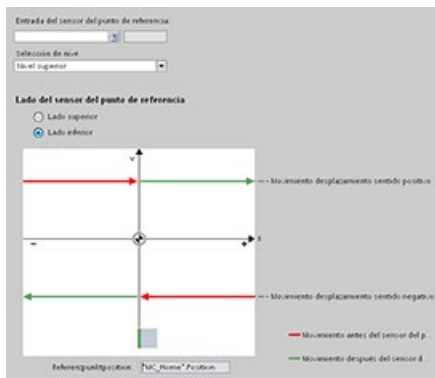 Entrada del sensor del punto de referencia:
Selección de nivel
Nivel superior
Lado del sensor del punto de referencia
Lado superior
Lado inferior
v
Movimiento desplazamiento sentido positivo
x
−
+
Movimiento desplazamiento sentido negativo
Movimiento antes del sensor del p...
Movimiento después del sensor d...
Referenzpunktposition: "MC_Home".Position